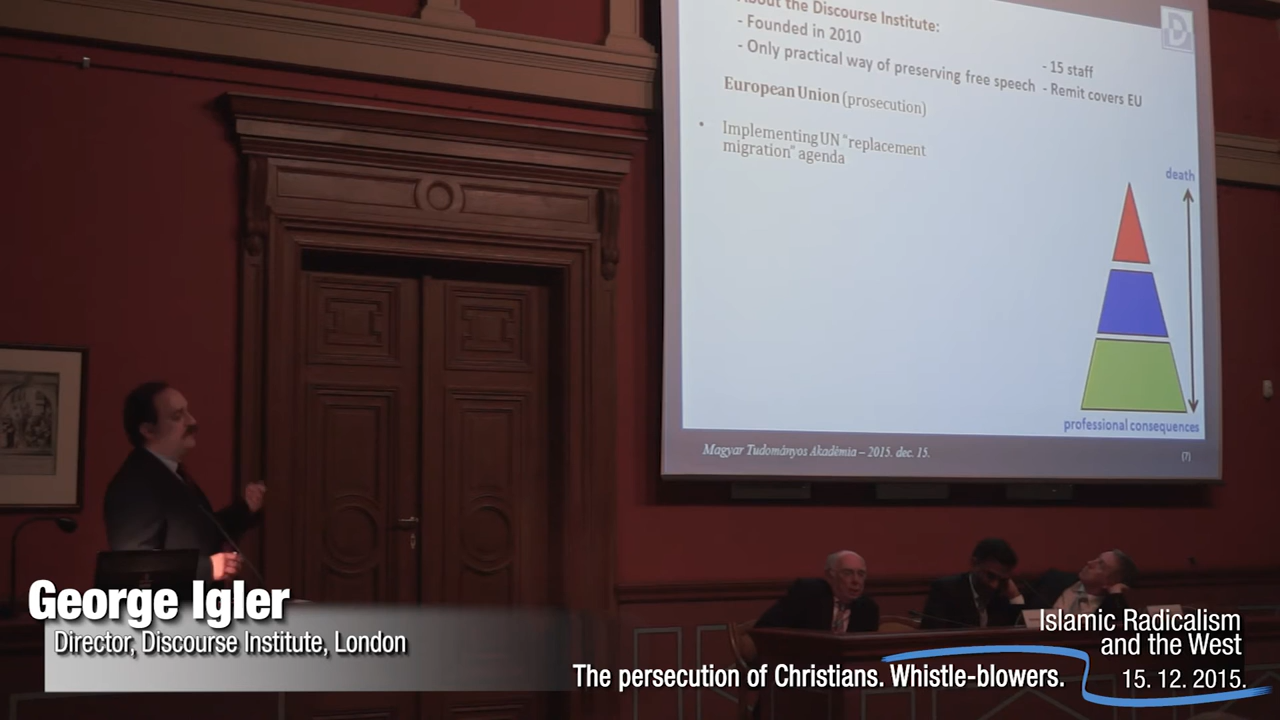 About the Discourse Institute:
- Founded in 2010
- Only practical way of preserving free speech
- 15 staff
- Remit covers EU
European Union (prosecution)
• Implementing UN "replacement
migration" agenda
death
professional consequences
Magyar Tudományos Akadémia – 2015. dec. 15.
(7)
George Igler
Director, Discourse Institute, London
Islamic Radicalism
and the West
The persecution of Christians. Whistle-blowers.
15. 12. 2015.
D